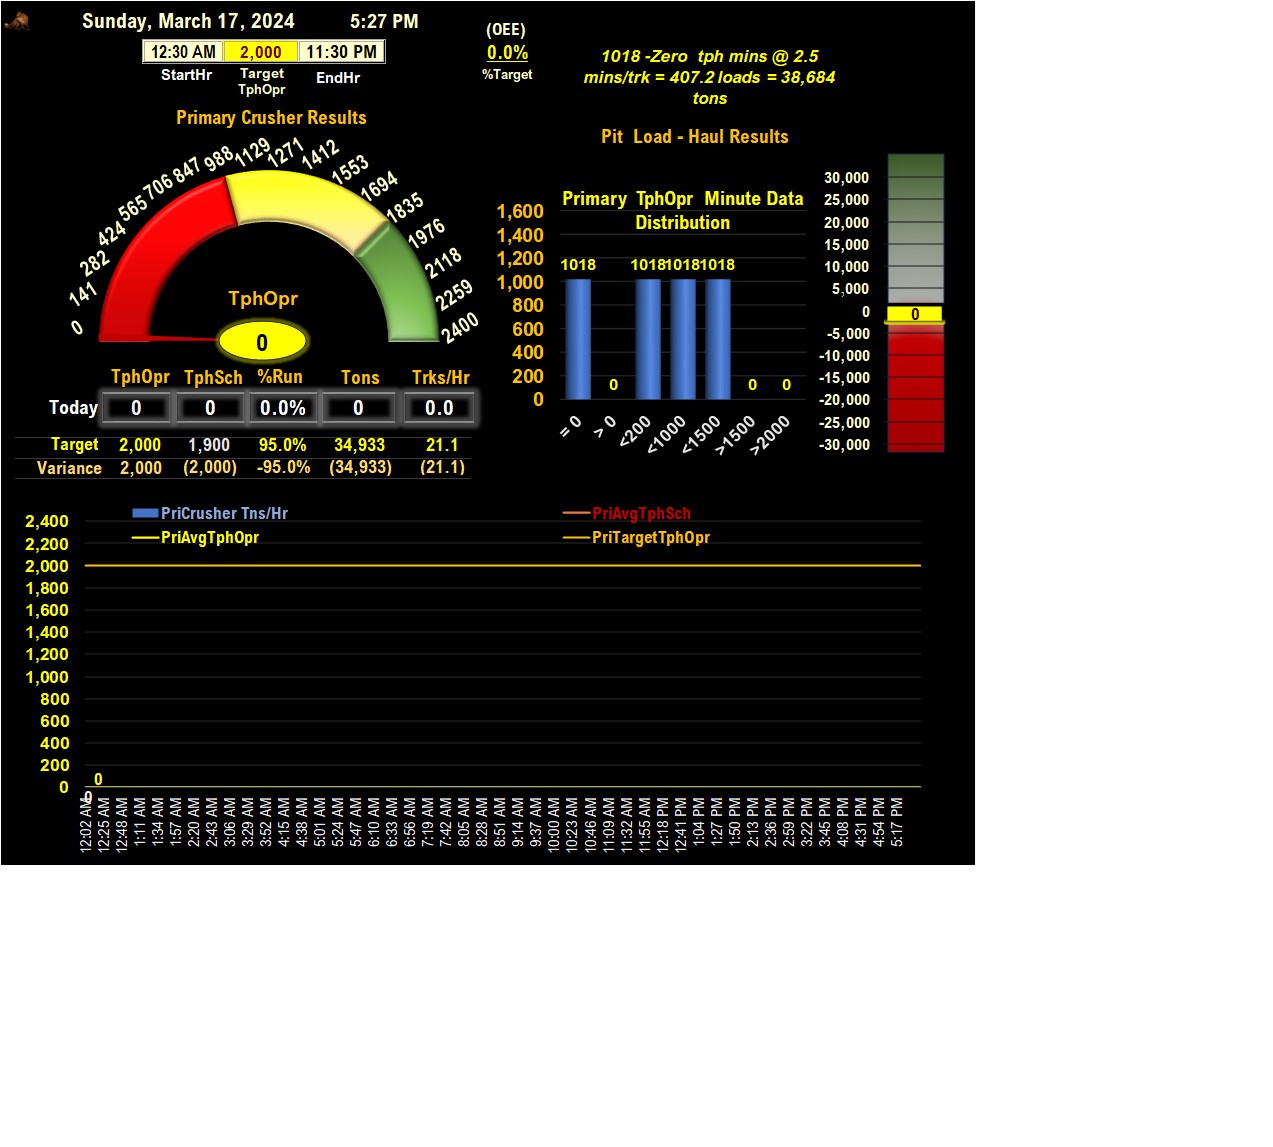 Sunday, March 17, 2024 5:27 PM
12:30 AM 2,000 11:30 PM
StartHr Target TphOpr EndHr
(OEE)
0.0%
%Target
1018 -Zero tph mins @ 2.5
mins/trk = 407.2 loads = 38,684
tons
Primary Crusher Results
0 141 282 424 565 706 847 988 1129 1271 1412 1553 1694 1835 1976 2118 2259 2400
TphOpr
0
TphOpr TphSch %Run Tons Trks/Hr
Today 0 0 0.0% 0 0.0
Target 2,000 1,900 95.0% 34,933 21.1
Variance 2,000 (2,000) -95.0% (34,933) (21.1)
Pit Load - Haul Results
Primary TphOpr Minute Data
Distribution
1,600
1,400
1,200
1,000
800
600
400
200
0
1018 0 1018 1018 1018 0 0
= 0 > 0 <200 <1000 <1500 >1500 >2000
30,000
25,000
20,000
15,000
10,000
5,000
0
-5,000
-10,000
-15,000
-20,000
-25,000
-30,000
0
PriCrusher Tns/Hr PriAvgTphSch
PriAvgTphOpr PriTargetTphOpr
2,400
2,200
2,000
1,800
1,600
1,400
1,200
1,000
800
600
400
200
0
0
0
12:02 AM 12:25 AM 12:48 AM 1:11 AM 1:34 AM 1:57 AM 2:20 AM 2:43 AM 3:06 AM 3:29 AM 3:52 AM 4:15 AM 4:38 AM 5:01 AM 5:24 AM 5:47 AM 6:10 AM 6:33 AM 6:56 AM 7:19 AM 7:42 AM 8:05 AM 8:28 AM 8:51 AM 9:14 AM 9:37 AM 10:00 AM 10:23 AM 10:46 AM 11:09 AM 11:32 AM 11:55 AM 12:18 PM 12:41 PM 1:04 PM 1:27 PM 1:50 PM 2:13 PM 2:36 PM 2:59 PM 3:22 PM 3:45 PM 4:08 PM 4:31 PM 4:54 PM 5:17 PM